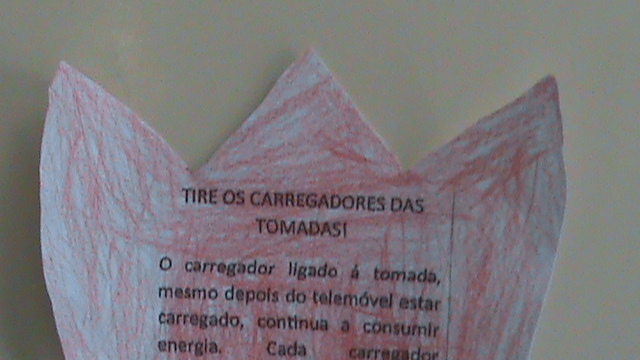 TIRE OS CARREGADORES DAS
TOMADAS!
O carregador ligado á tomada,
mesmo depois do telemóvel estar
carregado, continua a consumir
energia. Cada carregador